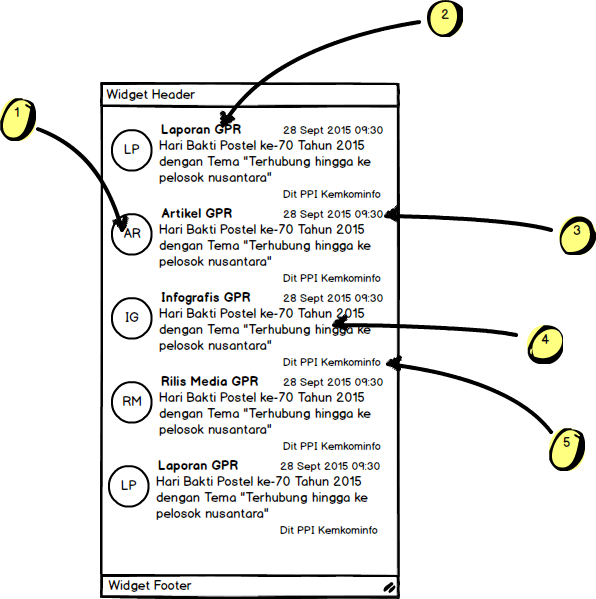 2
1
Widget Header
LP
Laporan GPR 28 Sept 2015 09:30
Hari Bakti Postel ke-70 Tahun 2015
dengan Tema "Terhubung hingga ke
pelosok nusantara"
Dit PPI Kemkominfo
AR
Artikel GPR 28 Sept 2015 09:30
Hari Bakti Postel ke-70 Tahun 2015
dengan Tema "Terhubung hingga ke
pelosok nusantara"
Dit PPI Kemkominfo
3
IG
Infografis GPR 28 Sept 2015 09:30
Hari Bakti Postel ke-70 Tahun 2015
dengan Tema "Terhubung hingga ke
pelosok nusantara"
Dit PPI Kemkominfo
4
RM
Rilis Media GPR 28 Sept 2015 09:30
Hari Bakti Postel ke-70 Tahun 2015
dengan Tema "Terhubung hingga ke
pelosok nusantara"
Dit PPI Kemkominfo
5
LP
Laporan GPR 28 Sept 2015 09:30
Hari Bakti Postel ke-70 Tahun 2015
dengan Tema "Terhubung hingga ke
pelosok nusantara"
Dit PPI Kemkominfo
Widget Footer